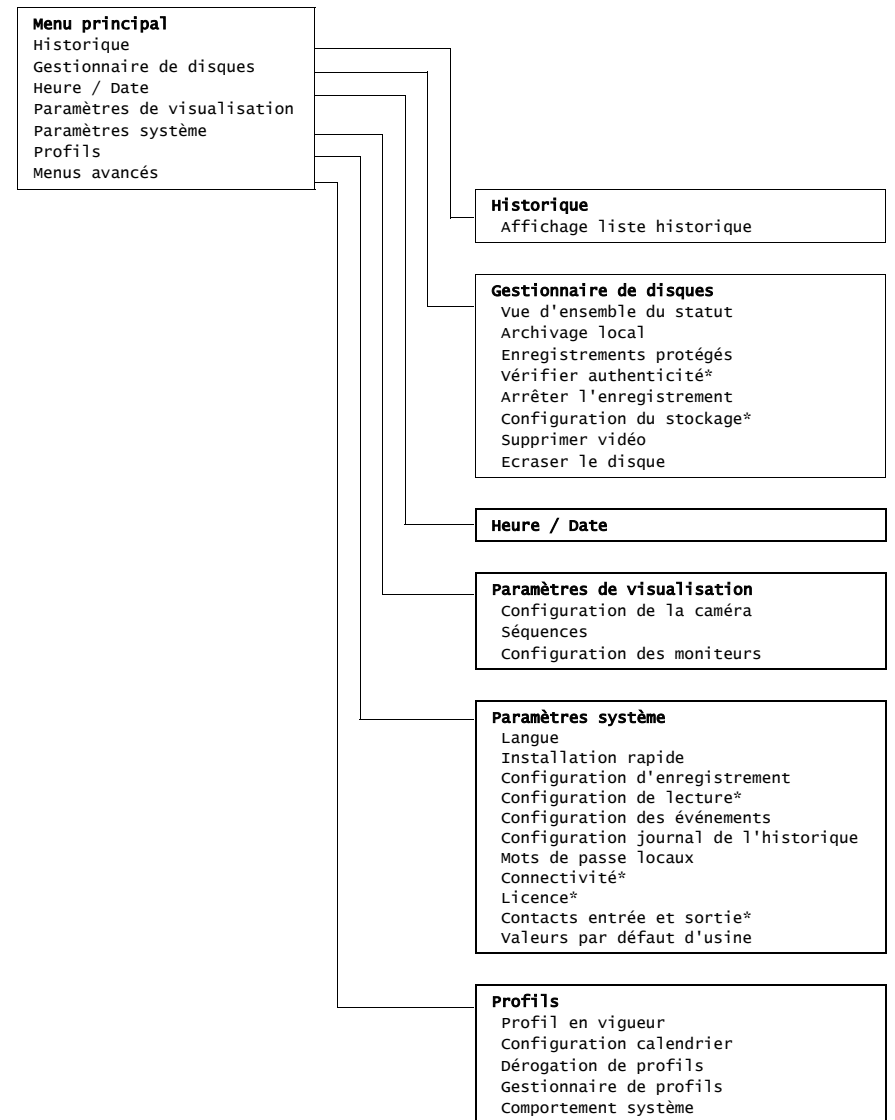 Menu principal
Historique
Gestionnaire de disques
Heure / Date
Paramètres de visualisation
Paramètres système
Profils
Menus avancés
Historique
Affichage liste historique
Gestionnaire de disques
Vue d'ensemble du statut
Archivage local
Enregistrements protégés
Vérifier authenticité*
Arrêter l'enregistrement
Configuration du stockage*
Supprimer vidéo
Ecraser le disque
Heure / Date
Paramètres de visualisation
Configuration de la caméra
Séquences
Configuration des moniteurs
Paramètres système
Langue
Installation rapide
Configuration d'enregistrement
Configuration de lecture*
Configuration des événements
Configuration journal de l'historique
Mots de passe locaux
Connectivité*
Licence*
Contacts entrée et sortie*
Valeurs par défaut d'usine
Profils
Profil en vigueur
Configuration calendrier
Dérogation de profils
Gestionnaire de profils
Comportement système